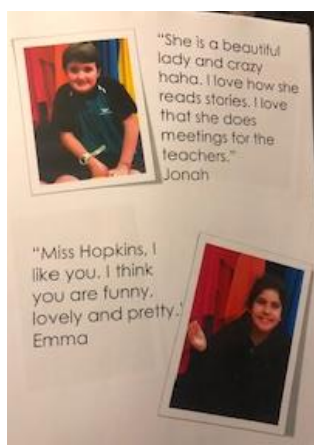 "She is a beautiful
lady and crazy
haha. I love how she
reads stories. I love
that she does
meetings for the
teachers."
Jonah
"Miss Hopkins, I
like you. I think
you are funny,
lovely and pretty."
Emma